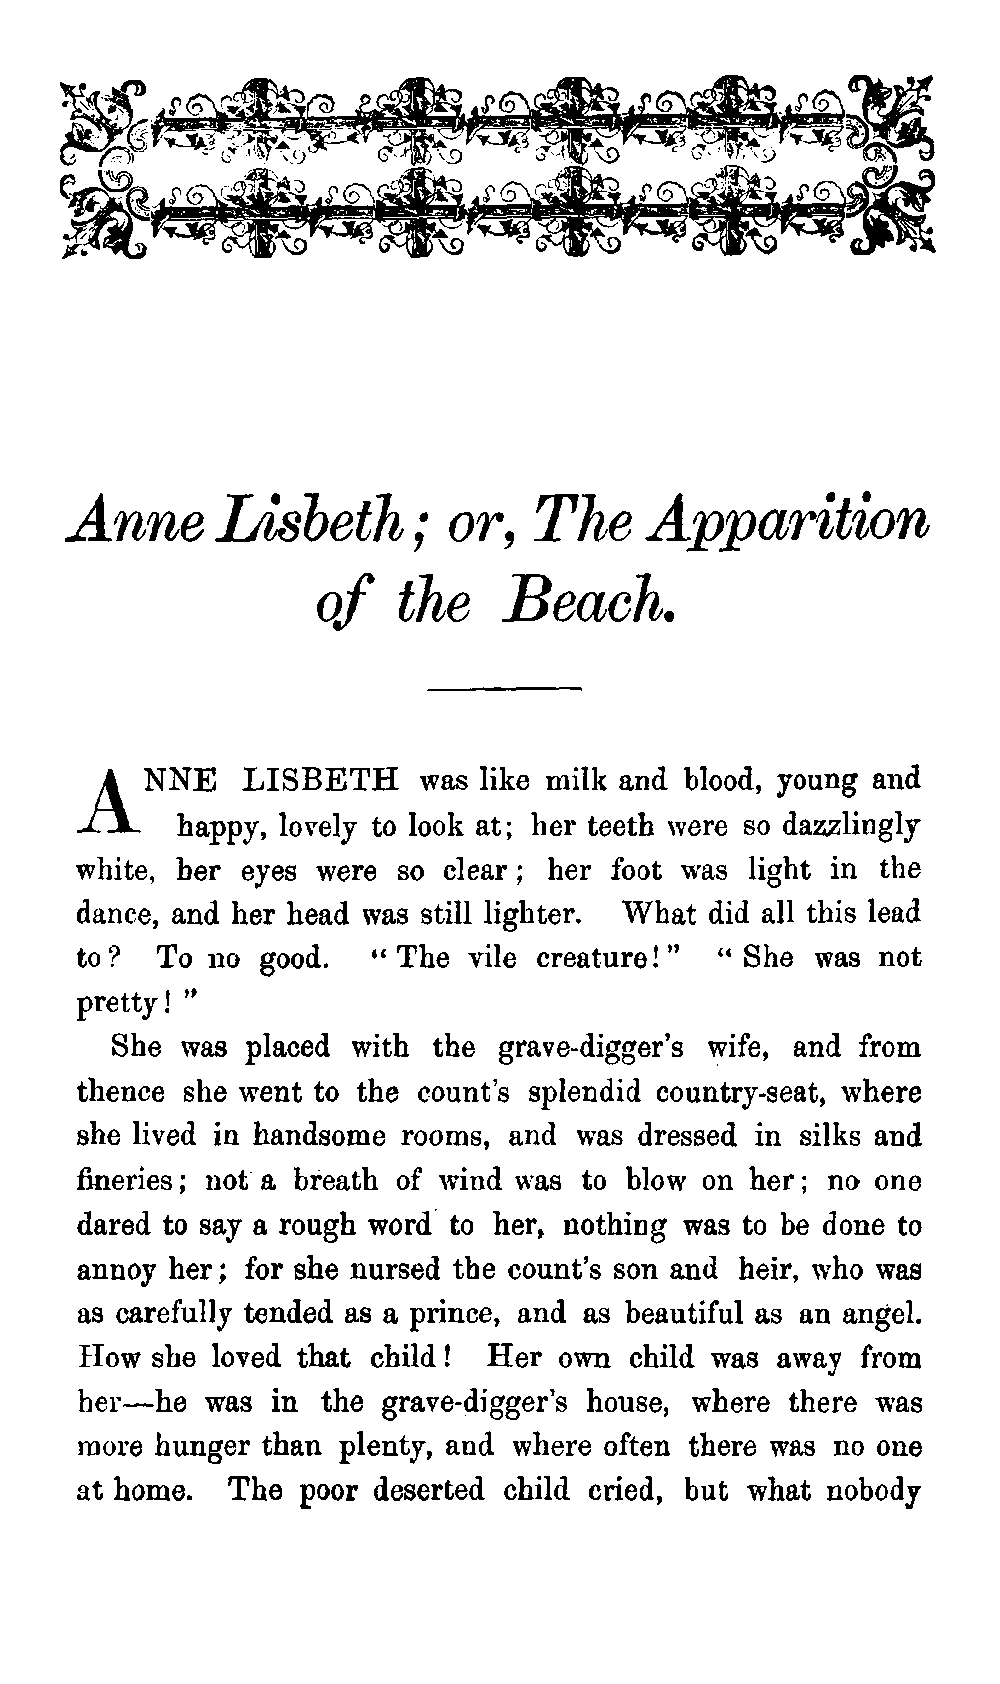 Anne Lisbeth; or, The Apparition
of the Beach.
ANNE LISBETH was like milk and blood, young and
happy, lovely to look at; her teeth were so dazzlingly
white, her eyes were so clear; her foot was light in the
dance, and her head was still lighter. What did all this lead
to? To no good. “The vile creature!” “She was not
pretty!”
She was placed with the grave-digger's wife, and from
thence she went to the count's splendid country-seat, where
she lived in handsome rooms, and was dressed in silks and
fineries; not a breath of wind was to blow on her; no one
dared to say a rough word to her, nothing was to be done to
annoy her; for she nursed the count's son and heir, who was
as carefully tended as a prince, and as beautiful as an angel.
How she loved that child! Her own child was away from
her—he was in the grave-digger's house, where there was
more hunger than plenty, and where often there was no one
at home. The poor deserted child cried, but what nobody